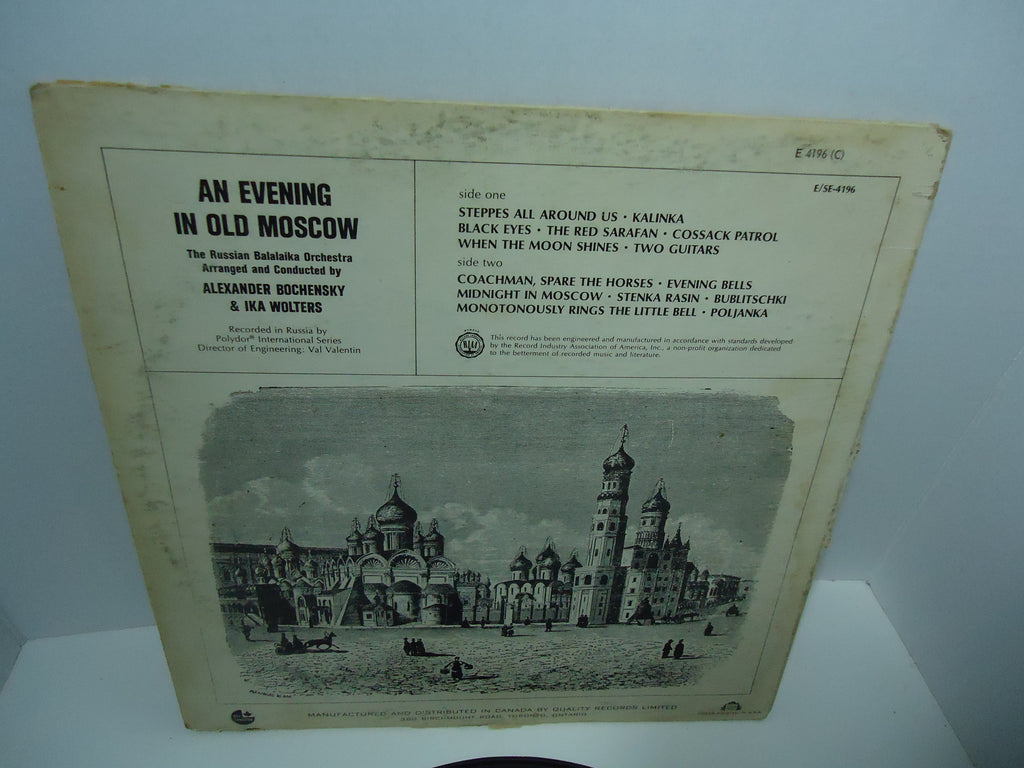 E 4196 (C)
E/SE-4196
AN EVENING
IN OLD MOSCOW
The Russian Balalaika Orchestra
Arranged and Conducted by
ALEXANDER BOCHENSKY
& IKA WOLTERS
Recorded in Russia by
Polydor® International Series
Director of Engineering: Val Valentin
side one
STEPPES ALL AROUND US · KALINKA
BLACK EYES · THE RED SARAFAN · COSSACK PATROL
WHEN THE MOON SHINES · TWO GUITARS
side two
COACHMAN, SPARE THE HORSES · EVENING BELLS
MIDNIGHT IN MOSCOW · STENKA RASIN · BUBLITSCHKI
MONOTONOUSLY RINGS THE LITTLE BELL · POLJANKA
This record has been engineered and manufactured in accordance with standards developed
by the Record Industry Association of America, Inc., a non-profit organization dedicated
to the betterment of recorded music and literature.
MANUFACTURED AND DISTRIBUTED IN CANADA BY QUALITY RECORDS LIMITED
380 BIRCHMOUNT ROAD, TORONTO, ONTARIO